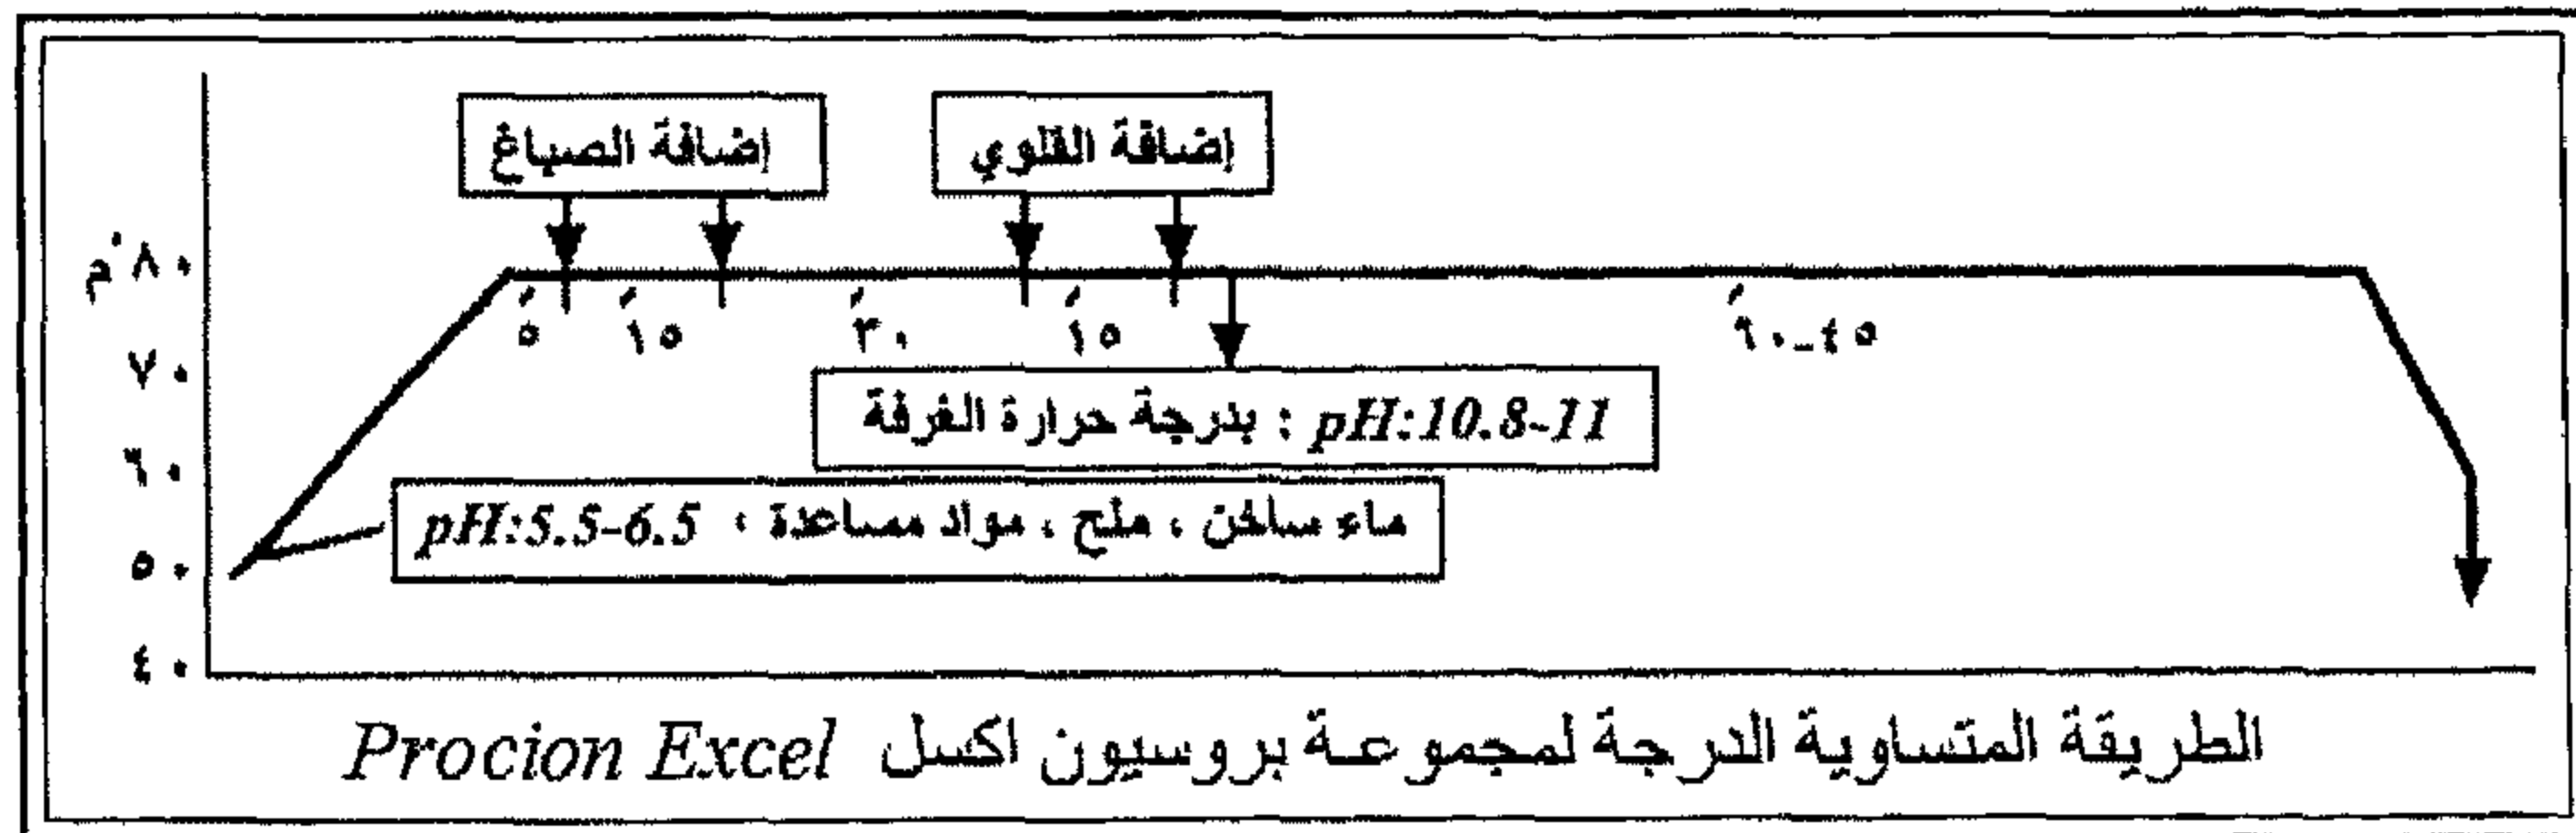 إضافة الصباغ
إضافة القلوي
٨٠°م
٥َ
١٥َ
٣٠َ
١٥َ
٤٥-٦٠َ
٧٠
pH:10.8-11 : بدرجة حرارة الغرفة
٦٠
ماء ساخن ، ملح ، مواد مساعدة ، pH:5.5-6.5
٥٠
٤٠
الطريقة المتساوية الدرجة لمجموعة بروسيون اكسل Procion Excel